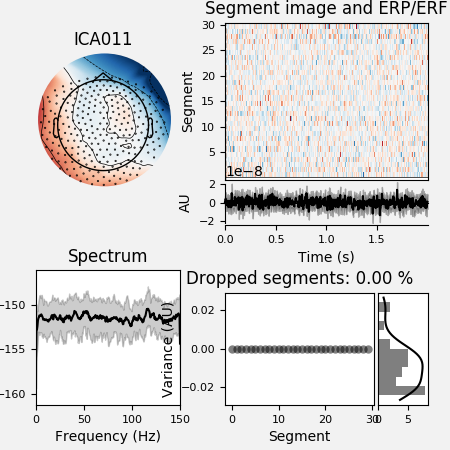 Segment image and ERP/ERF
ICA011
30
25
20
15
10
5
Segment
1e−8
2
0
−2
AU
0.0 0.5 1.0 1.5
Time (s)
Spectrum
Dropped segments: 0.00 %
−150
−155
−160
0 50 100 150
Frequency (Hz)
Variance (AU)
0.02
0.00
−0.02
0 10 20 30
Segment
0 5